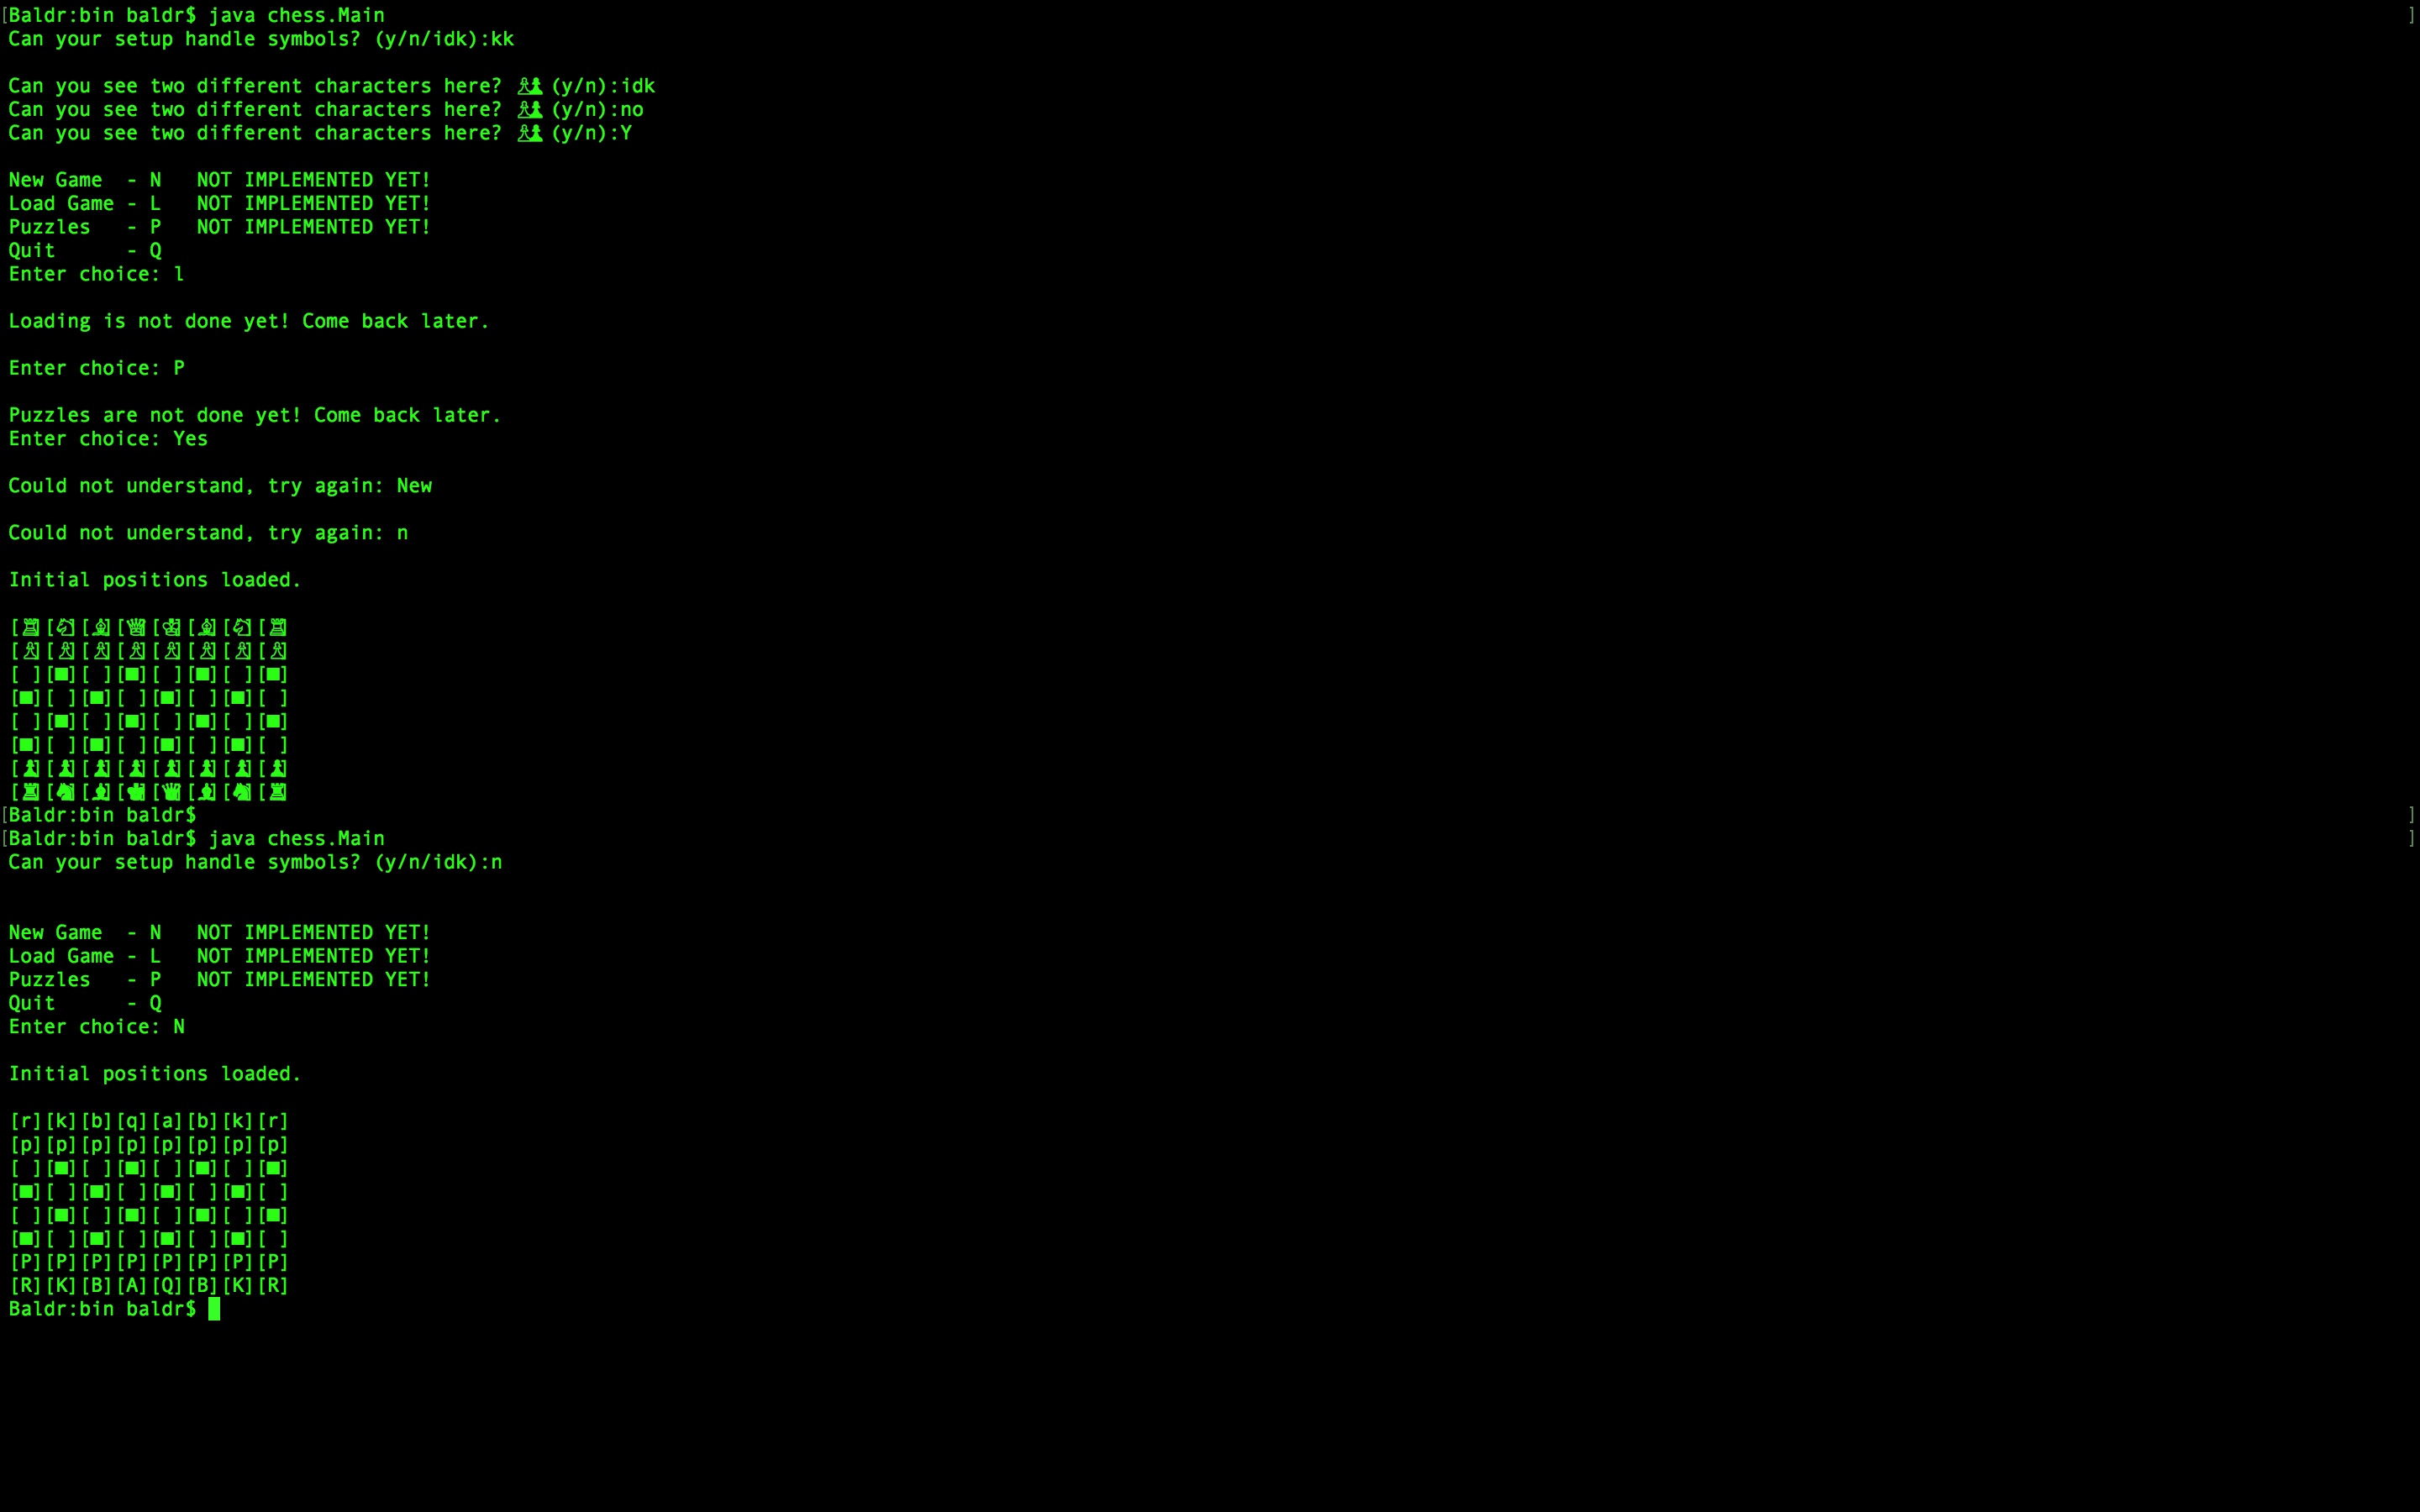 [Baldr:bin baldr$ java chess.Main ]
Can your setup handle symbols? (y/n/idk):kk
Can you see two different characters here? ♙♟ (y/n):idk
Can you see two different characters here? ♙♟ (y/n):no
Can you see two different characters here? ♙♟ (y/n):Y
New Game  - N   NOT IMPLEMENTED YET!
Load Game - L   NOT IMPLEMENTED YET!
Puzzles   - P   NOT IMPLEMENTED YET!
Quit      - Q
Enter choice: l
Loading is not done yet! Come back later.
Enter choice: P
Puzzles are not done yet! Come back later.
Enter choice: Yes
Could not understand, try again: New
Could not understand, try again: n
Initial positions loaded.
[♖][♘][♗][♕][♔][♗][♘][♖]
[♙][♙][♙][♙][♙][♙][♙][♙]
[ ][■][ ][■][ ][■][ ][■]
[■][ ][■][ ][■][ ][■][ ]
[ ][■][ ][■][ ][■][ ][■]
[■][ ][■][ ][■][ ][■][ ]
[♟][♟][♟][♟][♟][♟][♟][♟]
[♜][♞][♝][♚][♛][♝][♞][♜]
[Baldr:bin baldr$ ]
[Baldr:bin baldr$ java chess.Main ]
Can your setup handle symbols? (y/n/idk):n
New Game  - N   NOT IMPLEMENTED YET!
Load Game - L   NOT IMPLEMENTED YET!
Puzzles   - P   NOT IMPLEMENTED YET!
Quit      - Q
Enter choice: N
Initial positions loaded.
[r][k][b][q][a][b][k][r]
[p][p][p][p][p][p][p][p]
[ ][■][ ][■][ ][■][ ][■]
[■][ ][■][ ][■][ ][■][ ]
[ ][■][ ][■][ ][■][ ][■]
[■][ ][■][ ][■][ ][■][ ]
[P][P][P][P][P][P][P][P]
[R][K][B][A][Q][B][K][R]
Baldr:bin baldr$